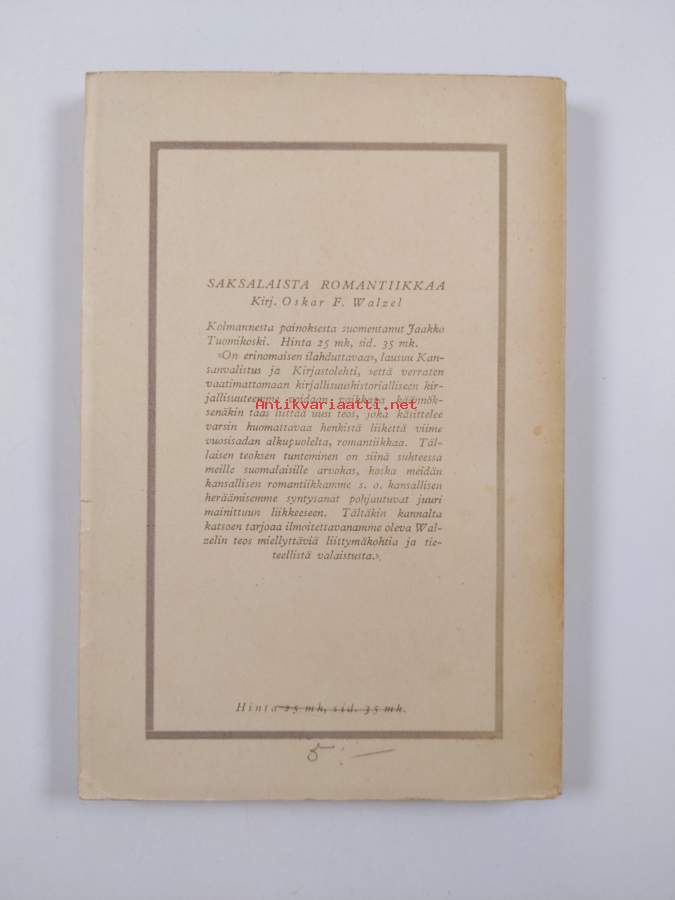 SAKSALAISTA ROMANTIIKKAA
Kirj. Oskar F. Walzel
Kolmannesta painoksesta suomentanut Jaakko
Tuomikoski. Hinta 25 mk, sid. 35 mk.
»On erinomaisen ilahduttavaa», lausuu Kan-
sanvalistus ja Kirjastolehti, »että verraten
vaatimattomaan kirjallisuushistorialliseen kir-
jallisuuteemme voidaan vaikkapa käännök-
Antikvariaatti.net
senäkin taas liittää uusi teos, joka käsittelee
varsin huomattavaa henkistä liikettä viime
vuosisadan alkupuolelta, romantiikkaa. Täl-
laisen teoksen tunteminen on siinä suhteessa
meille suomalaisille arvokas, koska meidän
kansallisen romantiikkamme s. o. kansallisen
heräämisemme syntysanat pohjautuvat juuri
mainittuun liikkeeseen. Tältäkin kannalta
katsoen tarjoaa ilmoitettavanamme oleva Wal-
zelin teos miellyttäviä liittymäkohtia ja tie-
teellistä valaistusta.»
Hinta 25 mk, sid. 35 mk.
5:—